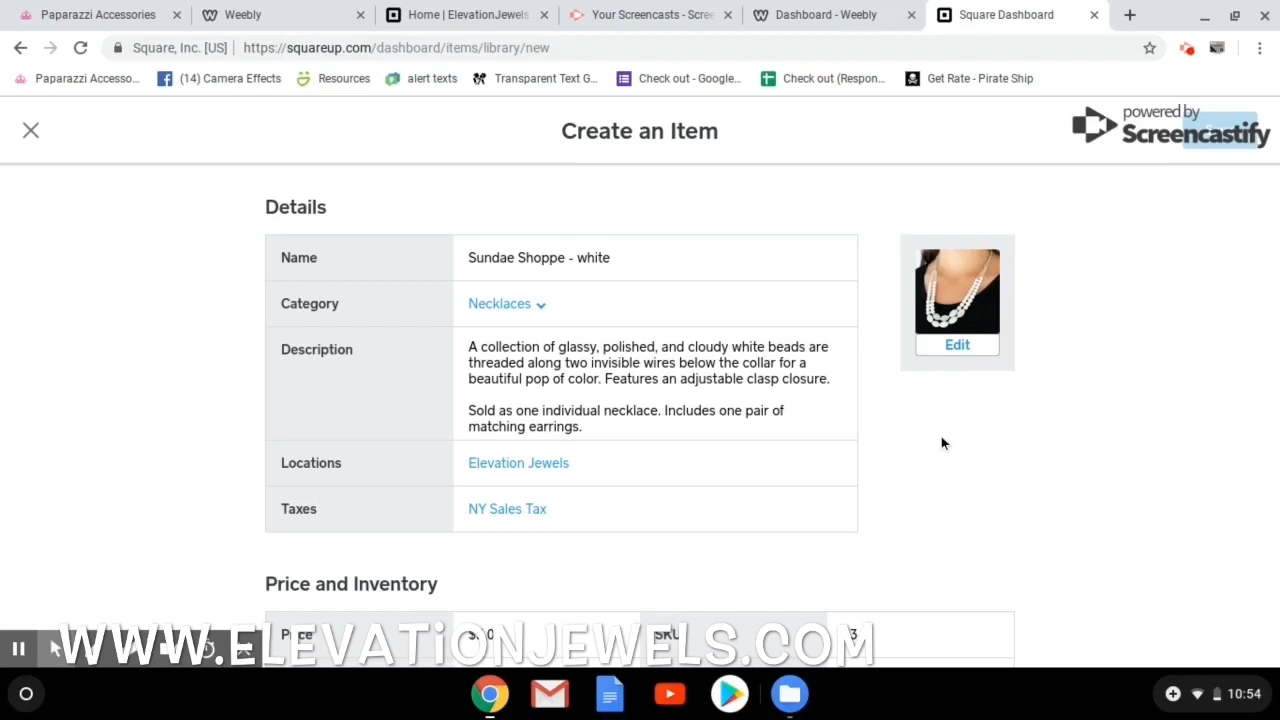 Paparazzi Accessories
Weebly
Home | ElevationJewels
Your Screencasts - Scree
Dashboard - Weebly
Square Dashboard
Square, Inc. [US]
https://squareup.com/dashboard/items/library/new
Paparazzi Accesso...
(14) Camera Effects
Resources
alert texts
Transparent Text G...
Check out - Google...
Check out (Respon...
Get Rate - Pirate Ship
Create an Item
powered by
Screencastify
Details
Name
Sundae Shoppe - white
Category
Necklaces
Description
A collection of glassy, polished, and cloudy white beads are
threaded along two invisible wires below the collar for a
beautiful pop of color. Features an adjustable clasp closure.
Sold as one individual necklace. Includes one pair of
matching earrings.
Locations
Elevation Jewels
Taxes
NY Sales Tax
Edit
Price and Inventory
Price
SKU
WWW.ELEVATIONJEWELS.COM
10:54